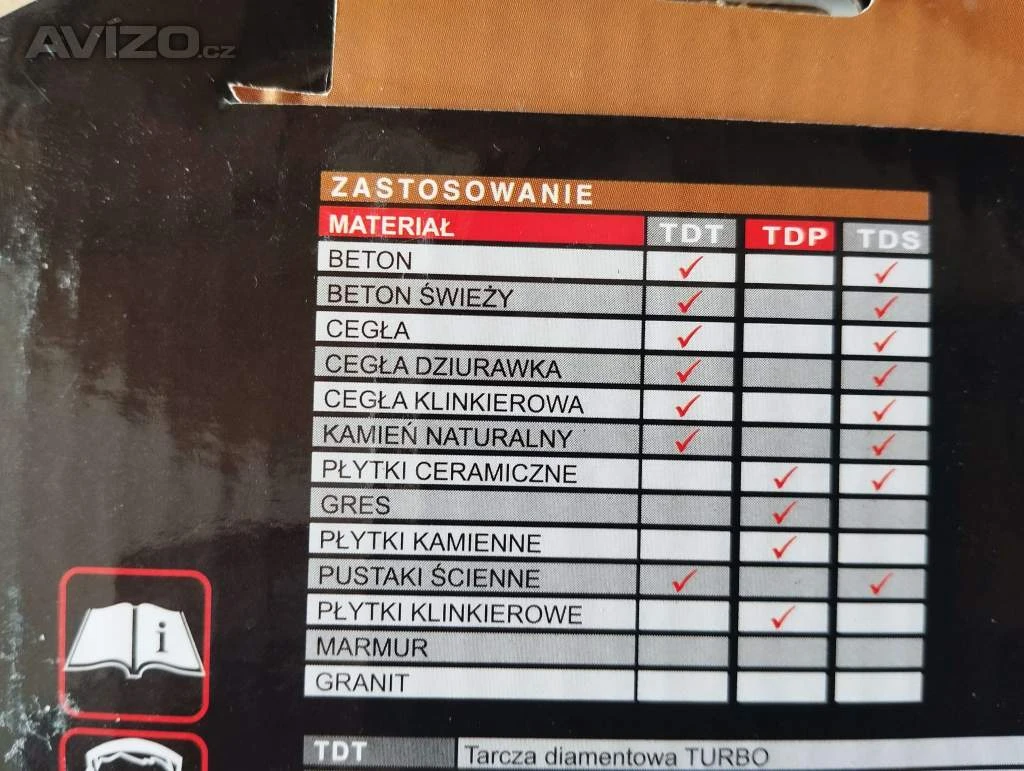 AVÍZO.cz
ZASTOSOWANIE
MATERIAŁ TDT TDP TDS
BETON ✓ ✓
BETON ŚWIEŻY ✓ ✓
CEGŁA ✓ ✓
CEGŁA DZIURAWKA ✓ ✓
CEGŁA KLINKIEROWA ✓ ✓
KAMIEŃ NATURALNY ✓ ✓
PŁYTKI CERAMICZNE ✓ ✓
GRES ✓
PŁYTKI KAMIENNE ✓
PUSTAKI ŚCIENNE ✓ ✓
PŁYTKI KLINKIEROWE ✓
MARMUR
GRANIT
i
TDT Tarcza diamentowa TURBO